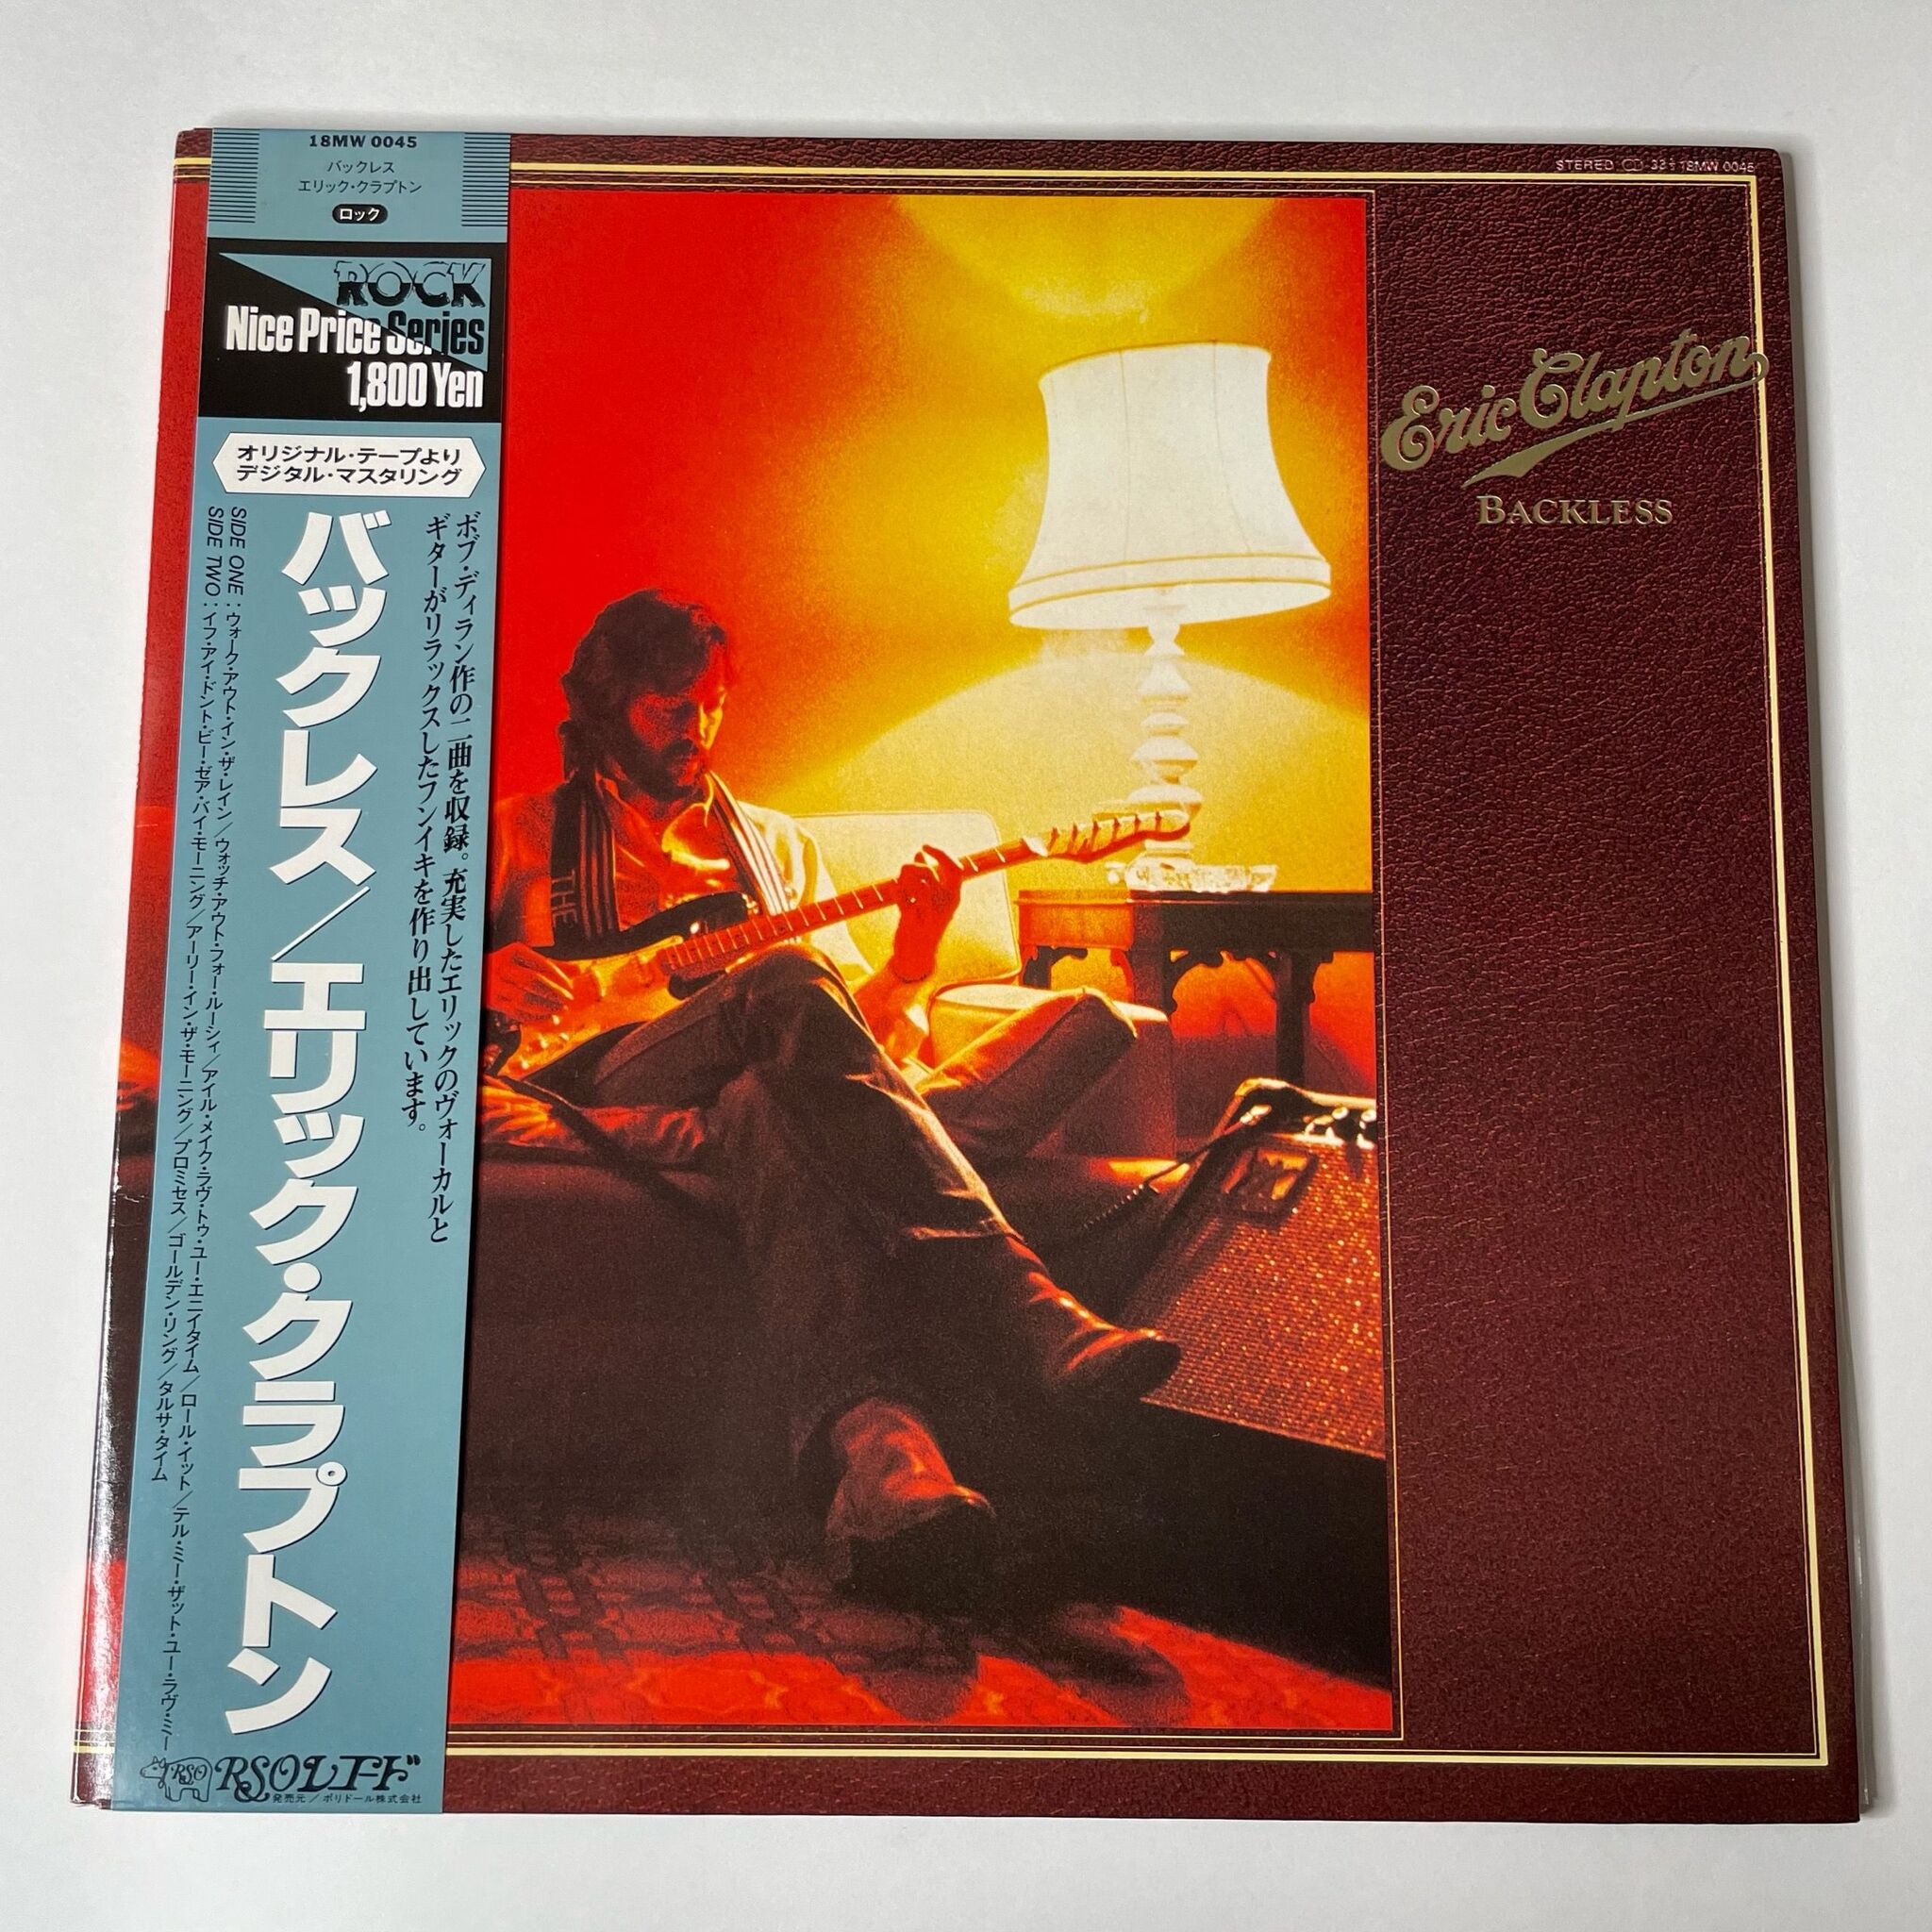 18MW 0045
バックレス
エリック・クラプトン
ロック
ROCK
Nice Price Series
1,800 Yen
オリジナル・テープより
デジタル・マスタリング
ボブ・ディラン作の二曲を収録。充実したエリックのヴォーカルと
ギターがリラックスしたフンイキを作り出しています。
バックレス/エリック・クラプトン
SIDE ONE:ウォーク・アウト・イン・ザ・レイン/ウォッチ・アウト・フォー・ルーシィ/アイル・メイク・ラヴ・トゥ・ユー・エニイタイム/ロール・イット/テル・ミー・ザット・ユー・ラヴ・ミー
SIDE TWO:イフ・アイ・ドント・ビー・ゼア・バイ・モーニング/アーリー・イン・ザ・モーニング/プロミセス/ゴールデン・リング/タルサ・タイム
RSO
RSOレコード
発売元/ポリドール株式会社
STEREO 33⅓ 18MW 0045
Eric Clapton
BACKLESS
THE